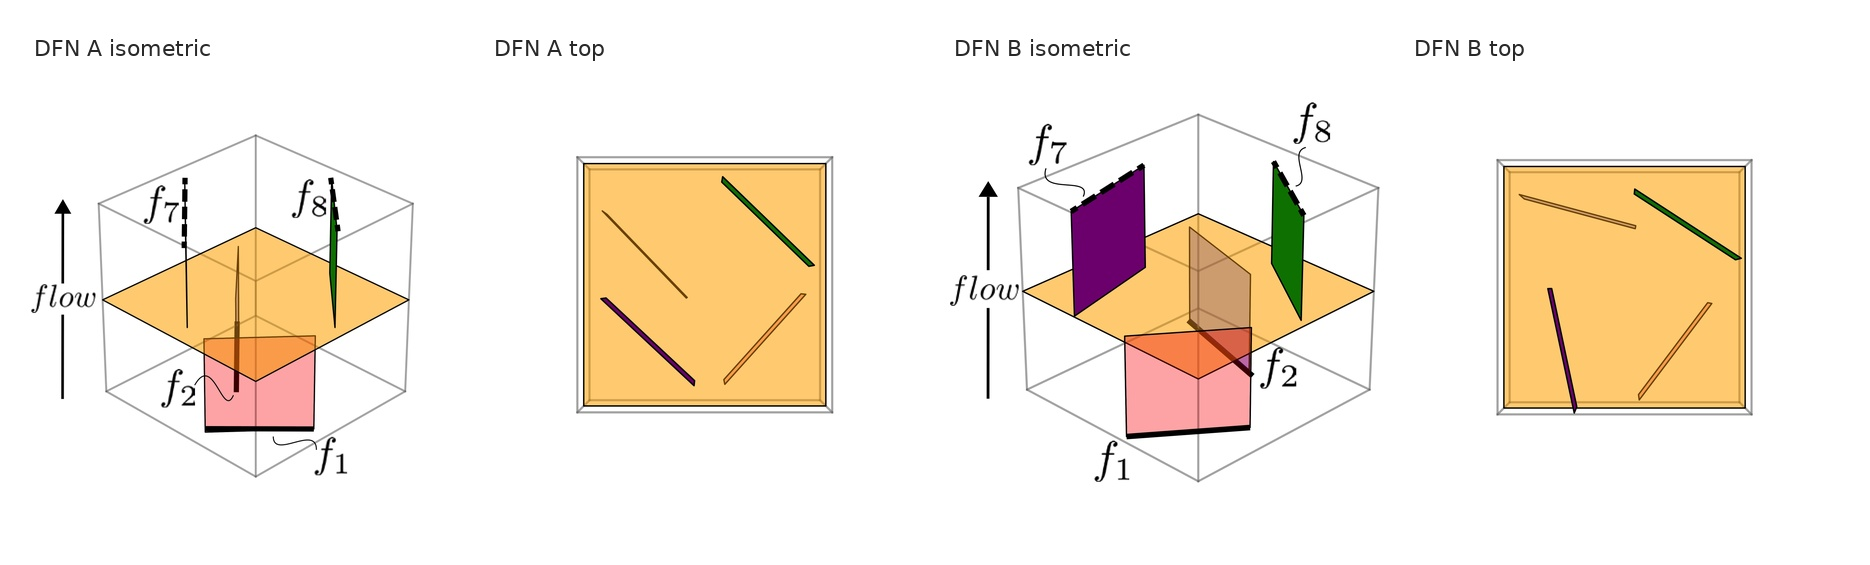 DFN A isometric
DFN A top
DFN B isometric
DFN B top
f7
f8
flow
f2
f1
f7
f8
flow
f2
f1